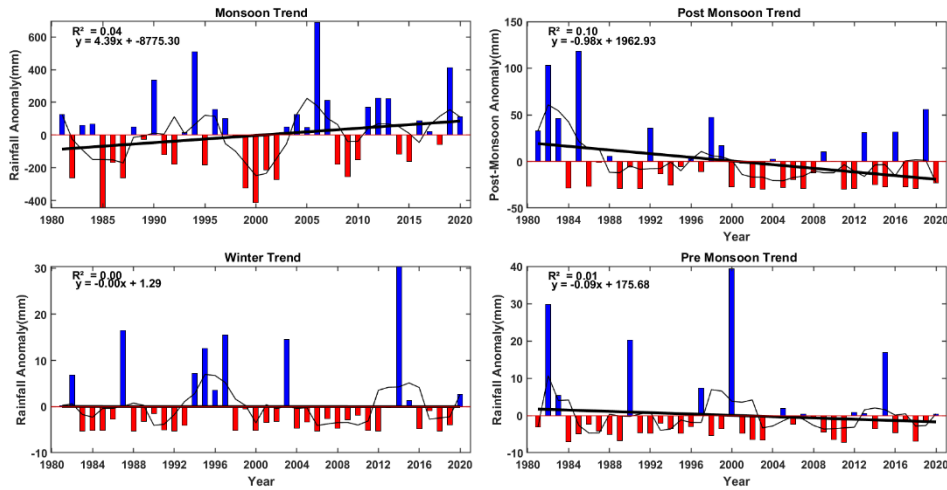 Monsoon Trend
R² = 0.04
y = 4.39x + -8775.30
Rainfall Anomaly(mm)
600
400
200
0
-200
-400
1980 1985 1990 1995 2000 2005 2010 2015 2020
Post Monsoon Trend
R² = 0.10
y = -0.98x + 1962.93
Post-Monsoon Anomaly(mm)
150
100
50
0
-50
1980 1984 1988 1992 1996 2000 2004 2008 2012 2016 2020
Year
Winter Trend
R² = 0.00
y = -0.00x + 1.29
Rainfall Anomaly(mm)
30
20
10
0
-10
1980 1984 1988 1992 1996 2000 2004 2008 2012 2016 2020
Year
Pre Monsoon Trend
R² = 0.01
y = -0.09x + 175.68
Rainfall Anomaly(mm)
40
30
20
10
0
-10
1980 1984 1988 1992 1996 2000 2004 2008 2012 2016 2020
Year